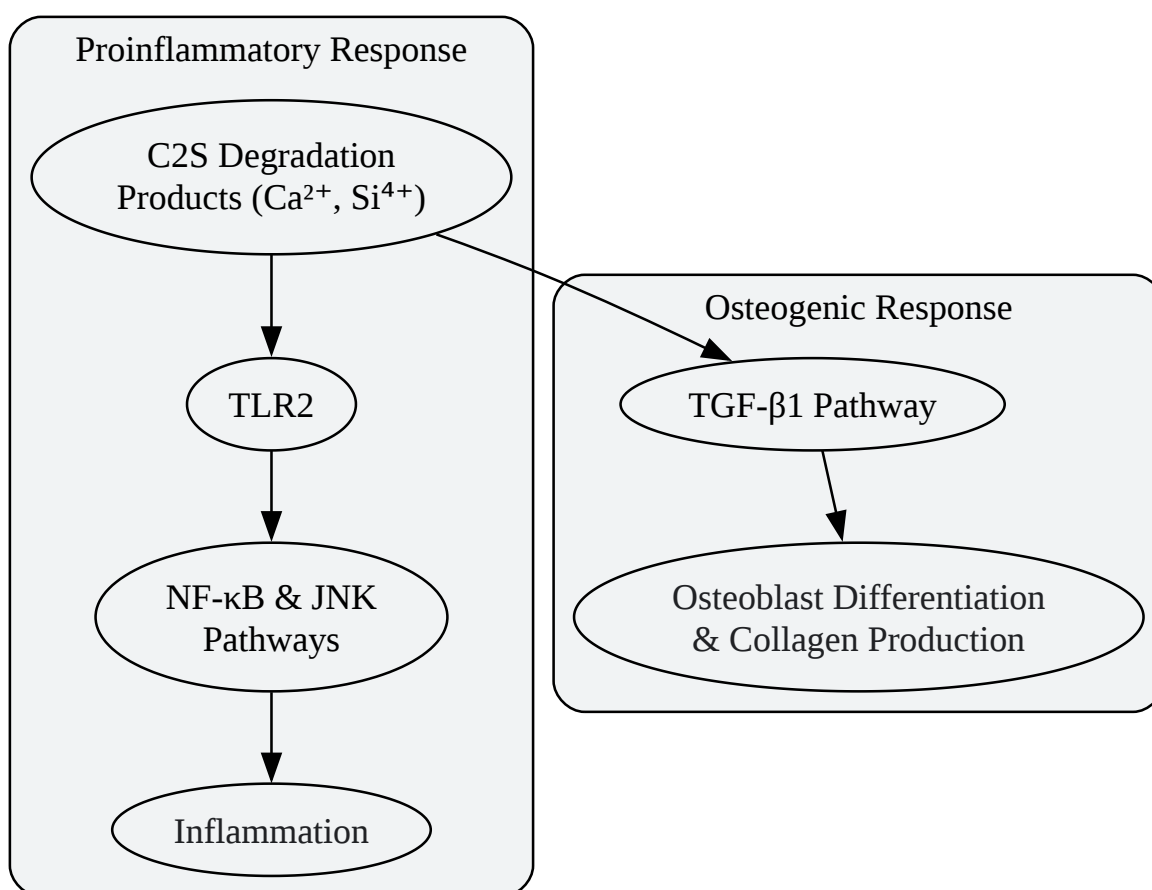 Proinflammatory Response
C2S Degradation
Products (Ca²⁺, Si⁴⁺)
TLR2
NF-κB & JNK
Pathways
Inflammation
Osteogenic Response
TGF-β1 Pathway
Osteoblast Differentiation
& Collagen Production